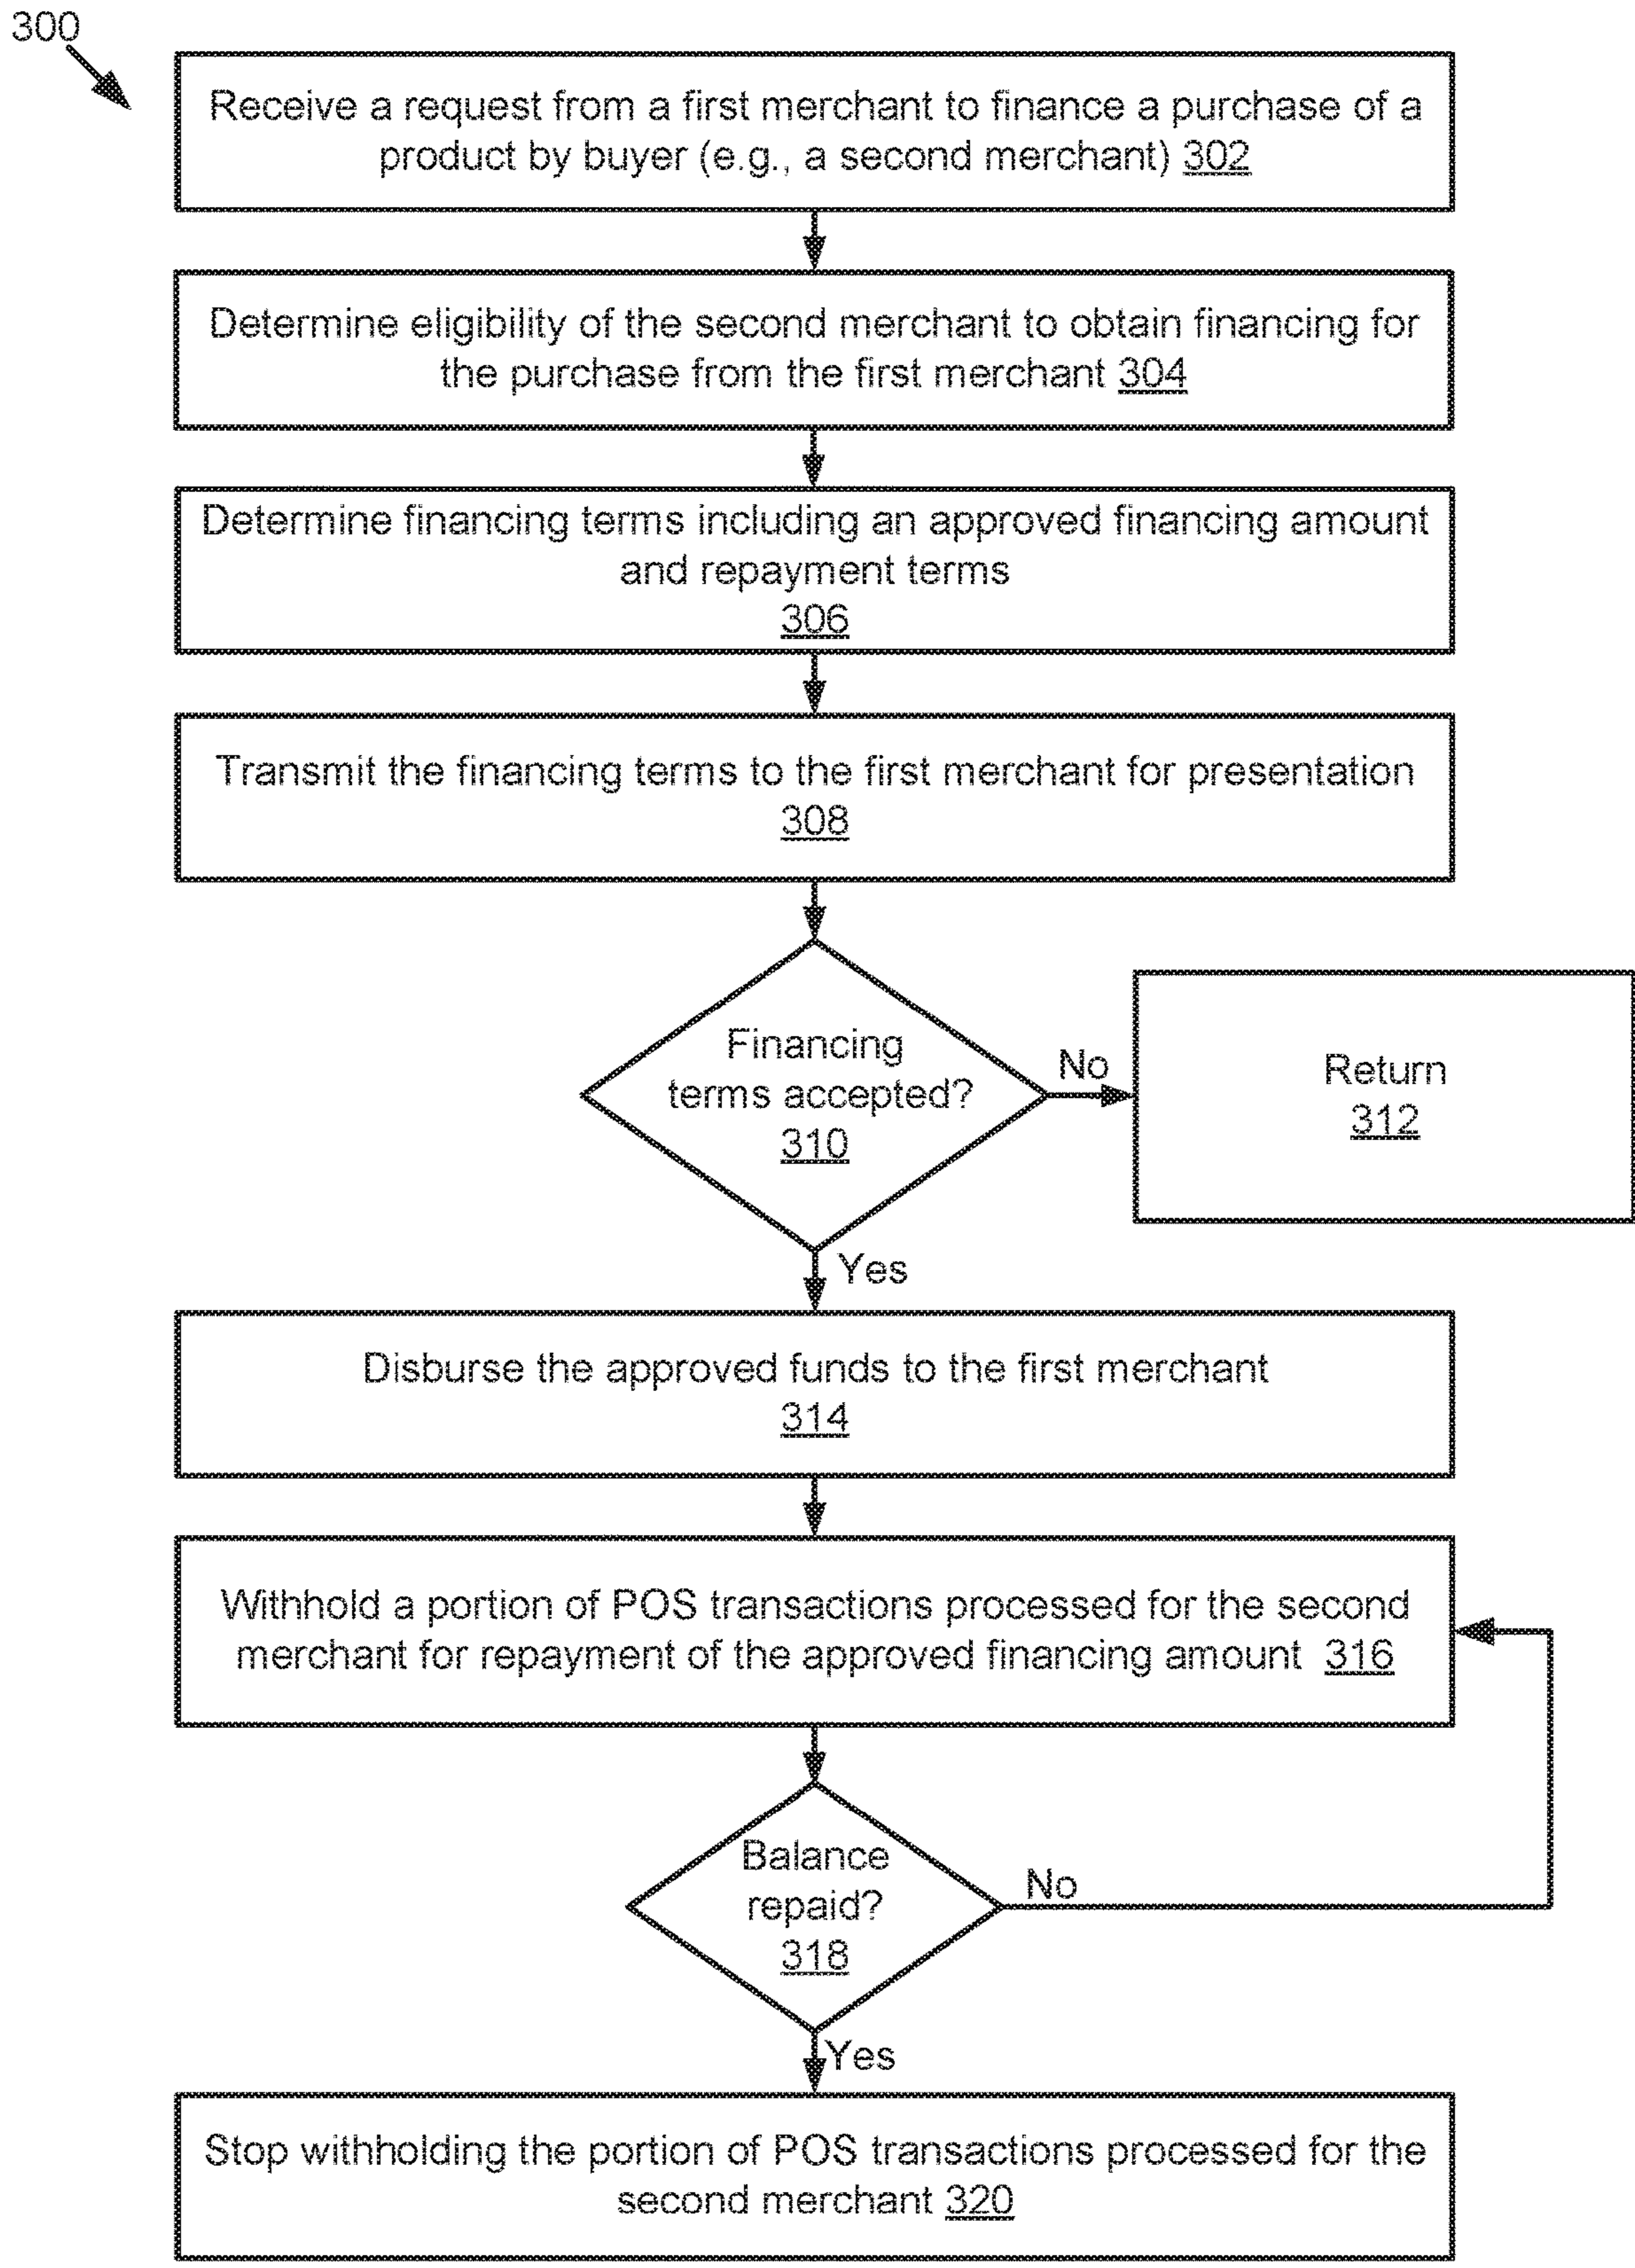 300
Receive a request from a first merchant to finance a purchase of a
product by buyer (e.g., a second merchant) 302
Determine eligibility of the second merchant to obtain financing for
the purchase from the first merchant 304
Determine financing terms including an approved financing amount
and repayment terms
306
Transmit the financing terms to the first merchant for presentation
308
Financing
terms accepted?
310
No
Return
312
Yes
Disburse the approved funds to the first merchant
314
Withhold a portion of POS transactions processed for the second
merchant for repayment of the approved financing amount 316
Balance
repaid?
318
No
Yes
Stop withholding the portion of POS transactions processed for the
second merchant 320